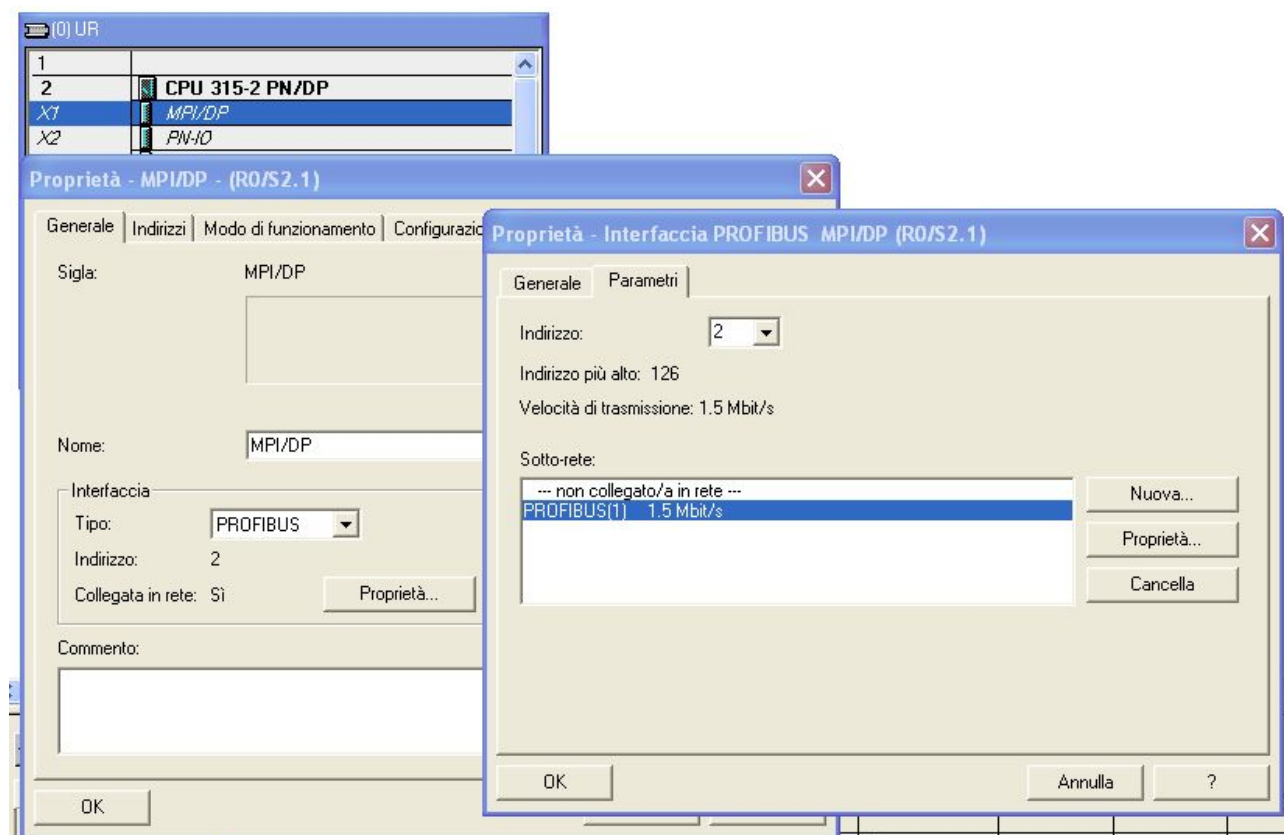 (0) UR
1
2 CPU 315-2 PN/DP
X1 MPI/DP
X2 PN-IO
Proprietà - MPI/DP - (R0/S2.1)
Generale Indirizzi Modo di funzionamento
Sigla: MPI/DP
Nome: MPI/DP
Interfaccia
Tipo: PROFIBUS
Indirizzo: 2
Collegata in rete: Sì Proprietà...
Commento:
OK
Proprietà - Interfaccia PROFIBUS MPI/DP (R0/S2.1)
Generale Parametri
Indirizzo: 2
Indirizzo più alto: 126
Velocità di trasmissione: 1.5 Mbit/s
Sotto-rete:
--- non collegato/a in rete ---
PROFIBUS(1) 1.5 Mbit/s
Nuova...
Proprietà...
Cancella
OK Annulla ?